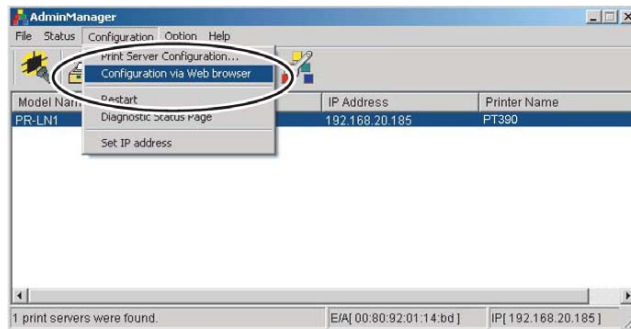 AdminManager
File Status Configuration Option Help
Print Server Configuration...
Configuration via Web browser
Restart
Diagnostic Status Page
Set IP address
Model Nam IP Address Printer Name
PR-LN1 192.168.20.185 PT390
1 print servers were found. E/A[ 00:80:92:01:14:bd ] IP[ 192.168.20.185 ]